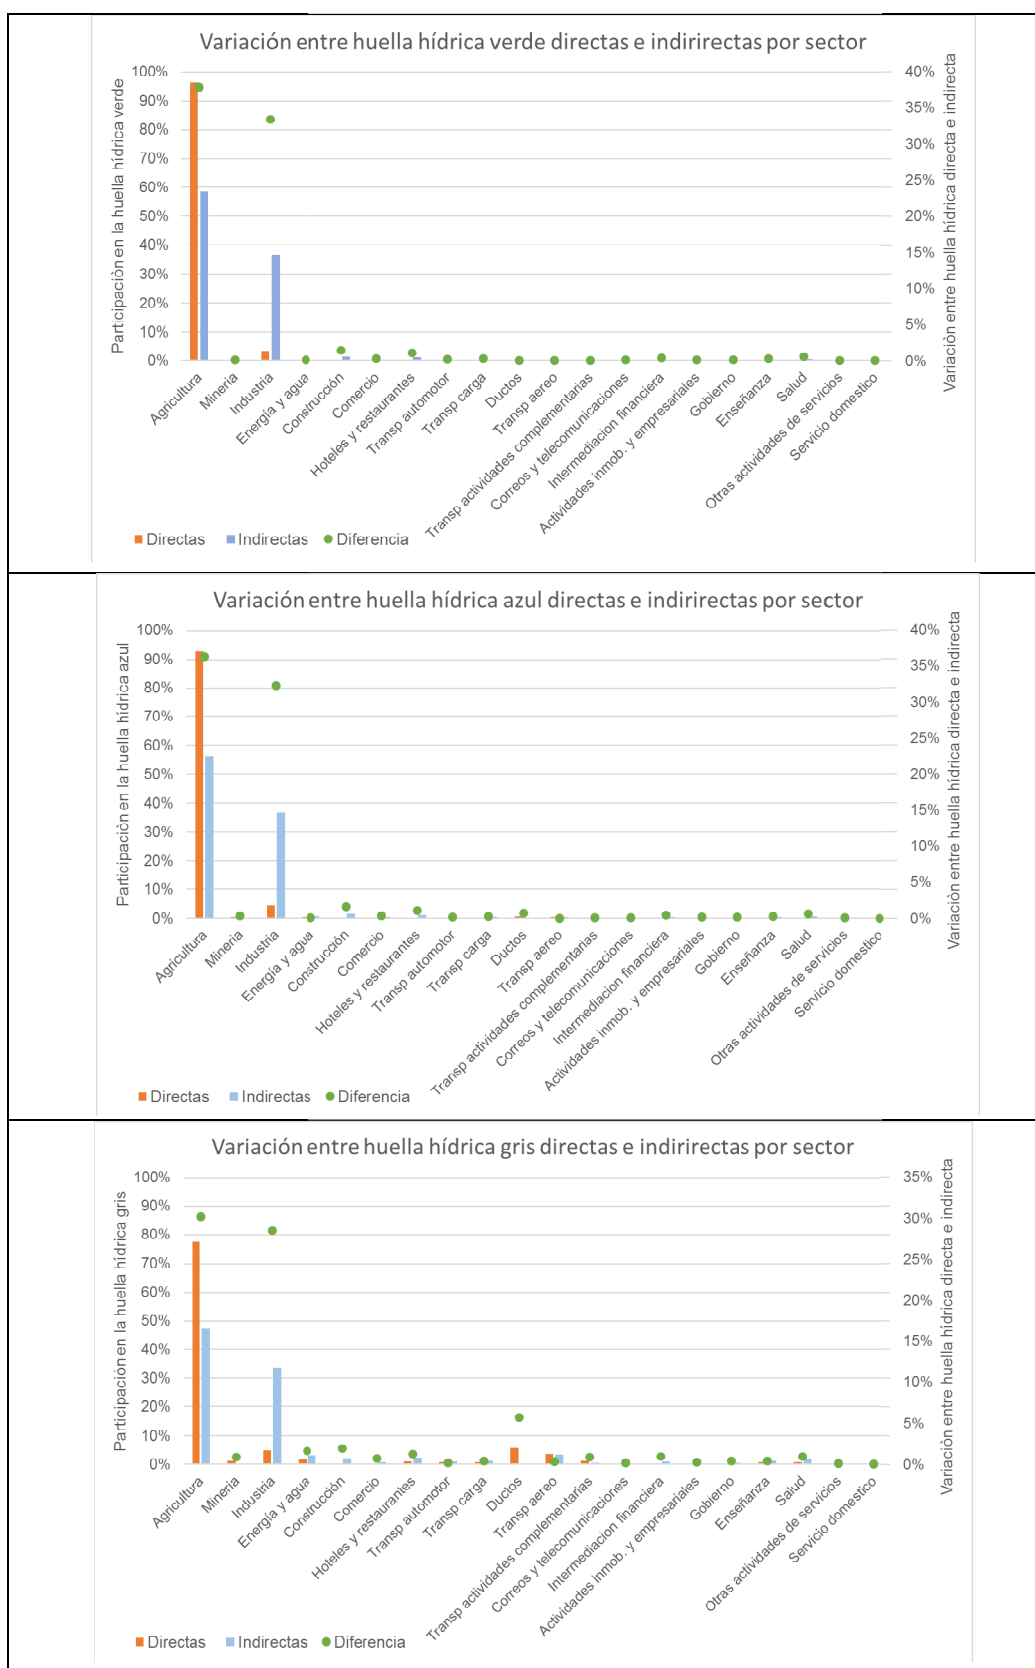 Variación entre huella hídrica verde directas e indirirectas por sector
Participación en la huella hídrica verde
100%
90%
80%
70%
60%
50%
40%
30%
20%
10%
0%
40%
35%
30%
25%
20%
15%
10%
5%
0%
Variación entre huella hídrica directa e indirecta
Agricultura
Mineria
Industria
Energía y agua
Construcción
Comercio
Hoteles y restaurantes
Transp automotor
Transp carga
Ductos
Transp aereo
Transp actividades complementarias
Correos y telecomunicaciones
Intermediacion financiera
Actividades inmob. y empresariales
Gobierno
Enseñanza
Salud
Otras actividades de servicios
Servicio domestico
Directas Indirectas Diferencia
Variación entre huella hídrica azul directas e indirirectas por sector
Participación en la huella hídrica azul
100%
90%
80%
70%
60%
50%
40%
30%
20%
10%
0%
40%
35%
30%
25%
20%
15%
10%
5%
0%
Variación entre huella hídrica directa e indirecta
Agricultura
Mineria
Industria
Energía y agua
Construcción
Comercio
Hoteles y restaurantes
Transp automotor
Transp carga
Ductos
Transp aereo
Transp actividades complementarias
Correos y telecomunicaciones
Intermediacion financiera
Actividades inmob. y empresariales
Gobierno
Enseñanza
Salud
Otras actividades de servicios
Servicio domestico
Directas Indirectas Diferencia
Variación entre huella hídrica gris directas e indirirectas por sector
Participación en la huella hídrica gris
100%
90%
80%
70%
60%
50%
40%
30%
20%
10%
0%
35%
30%
25%
20%
15%
10%
5%
0%
Variación entre huella hídrica directa e indirecta
Agricultura
Mineria
Industria
Energía y agua
Construcción
Comercio
Hoteles y restaurantes
Transp automotor
Transp carga
Ductos
Transp aereo
Transp actividades complementarias
Correos y telecomunicaciones
Intermediacion financiera
Actividades inmob. y empresariales
Gobierno
Enseñanza
Salud
Otras actividades de servicios
Servicio domestico
Directas Indirectas Diferencia